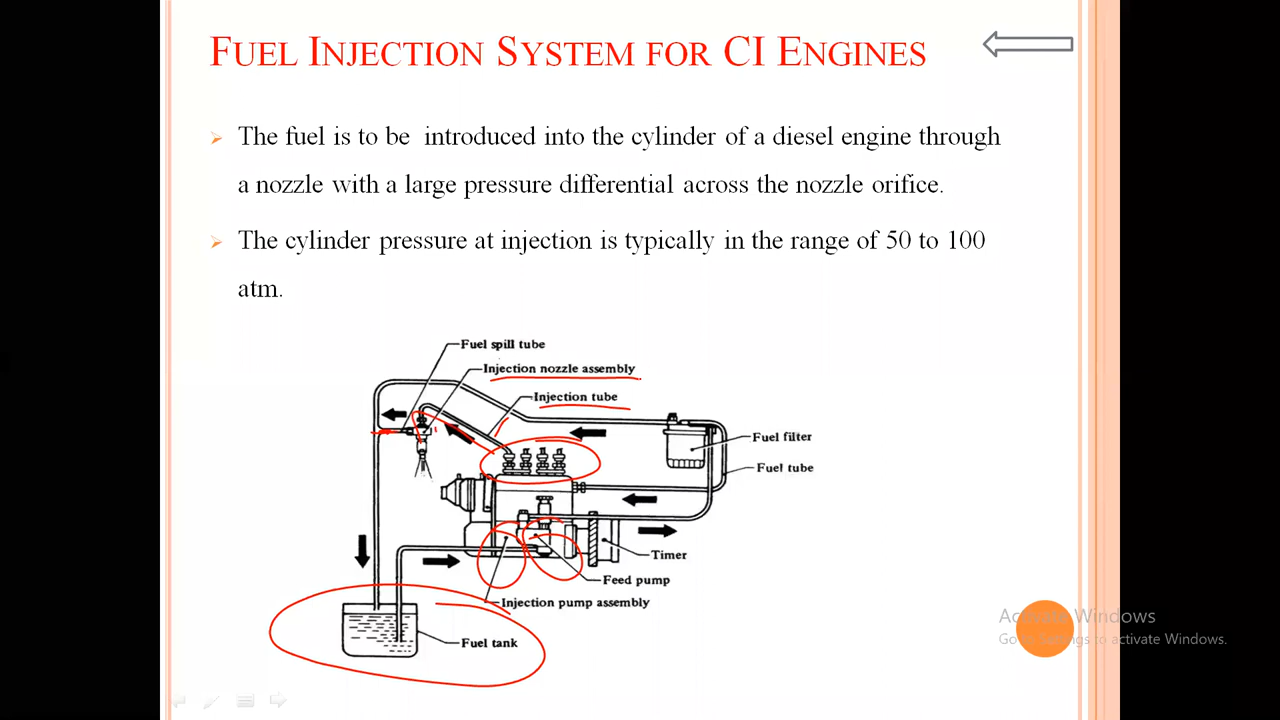 FUEL INJECTION SYSTEM FOR CI ENGINES
The fuel is to be introduced into the cylinder of a diesel engine through
a nozzle with a large pressure differential across the nozzle orifice.
The cylinder pressure at injection is typically in the range of 50 to 100
atm.
Fuel spill tube
Injection nozzle assembly
Injection tube
Fuel filter
Fuel tube
Timer
Feed pump
Injection pump assembly
Fuel tank
Activate Windows
Go to Settings to activate Windows.